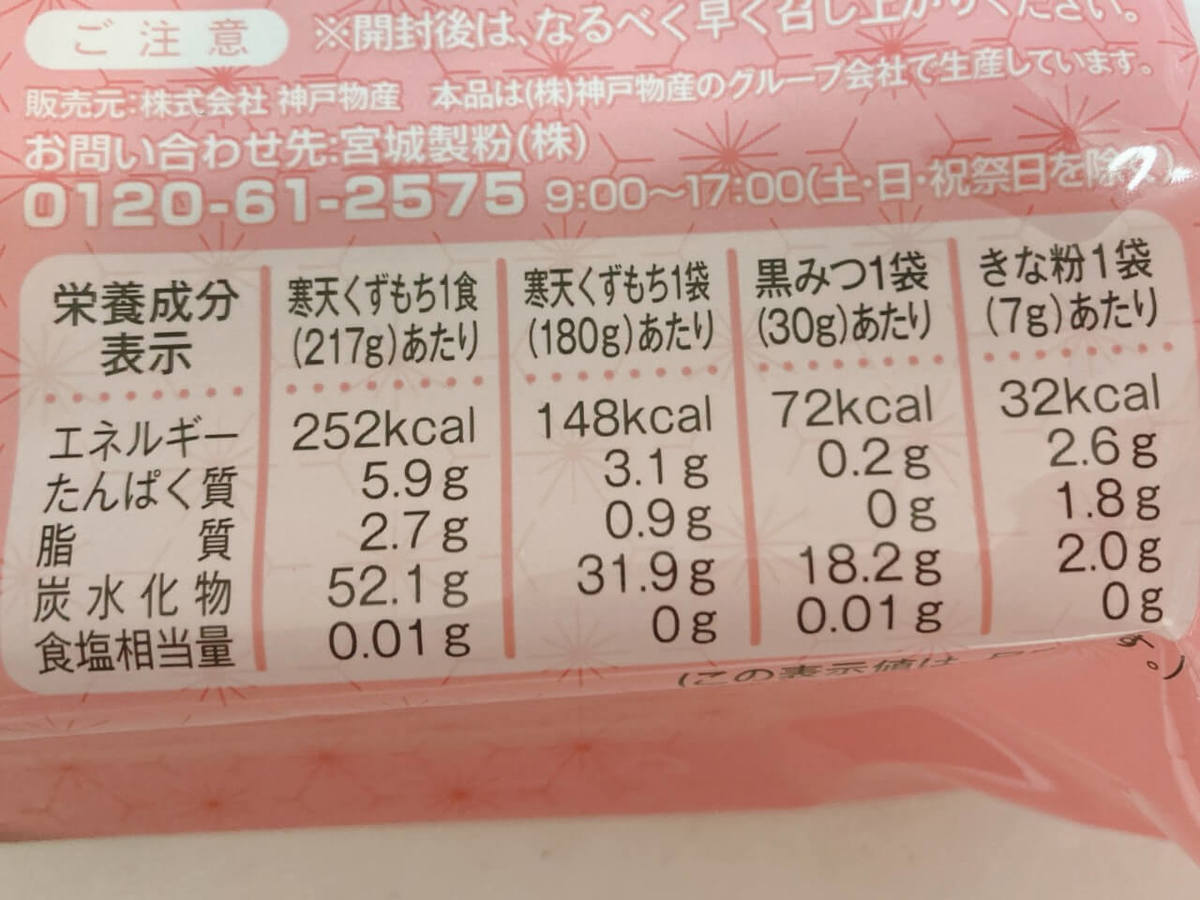 ご注意 ※開封後は、なるべく早く召し上がりください。
販売元:株式会社 神戸物産 本品は(株)神戸物産のグループ会社で生産しています。
お問い合わせ先:宮城製粉(株)
0120-61-2575 9:00〜17:00(土・日・祝祭日を除く)
栄養成分表示 寒天くずもち1食(217g)あたり 寒天くずもち1袋(180g)あたり 黒みつ1袋(30g)あたり きな粉1袋(7g)あたり
エネルギー 252kcal 148kcal 72kcal 32kcal
たんぱく質 5.9g 3.1g 0.2g 2.6g
脂質 2.7g 0.9g 0g 1.8g
炭水化物 52.1g 31.9g 18.2g 2.0g
食塩相当量 0.01g 0g 0.01g 0g
(この表示値は す。)